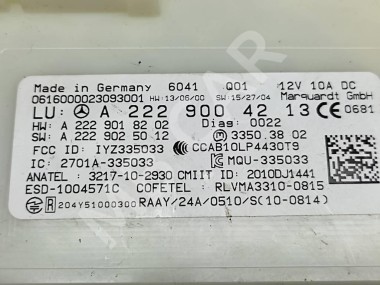 Made in Germany 6041 Q01 12V 10A DC
0616000023093001 HW:13/06/00 SW:15/27/04 Marquardt GmbH
LU: A 222 900 42 13 CE 0681
HW: A 222 901 82 02 Diag: 0022
SW: A 222 902 50 12 3350.3802
FCC ID: IYZ335033 CCAB10LP4430T9
IC: 2701A-335033 MQU-335033
ANATEL : 3217-10-2930 CMIIT ID: 2010DJ1441
ESD-1004571C COFETEL : RLVMA3310-0815
R 204Y51000300 RAAY/24A/0510/S(10-0814)